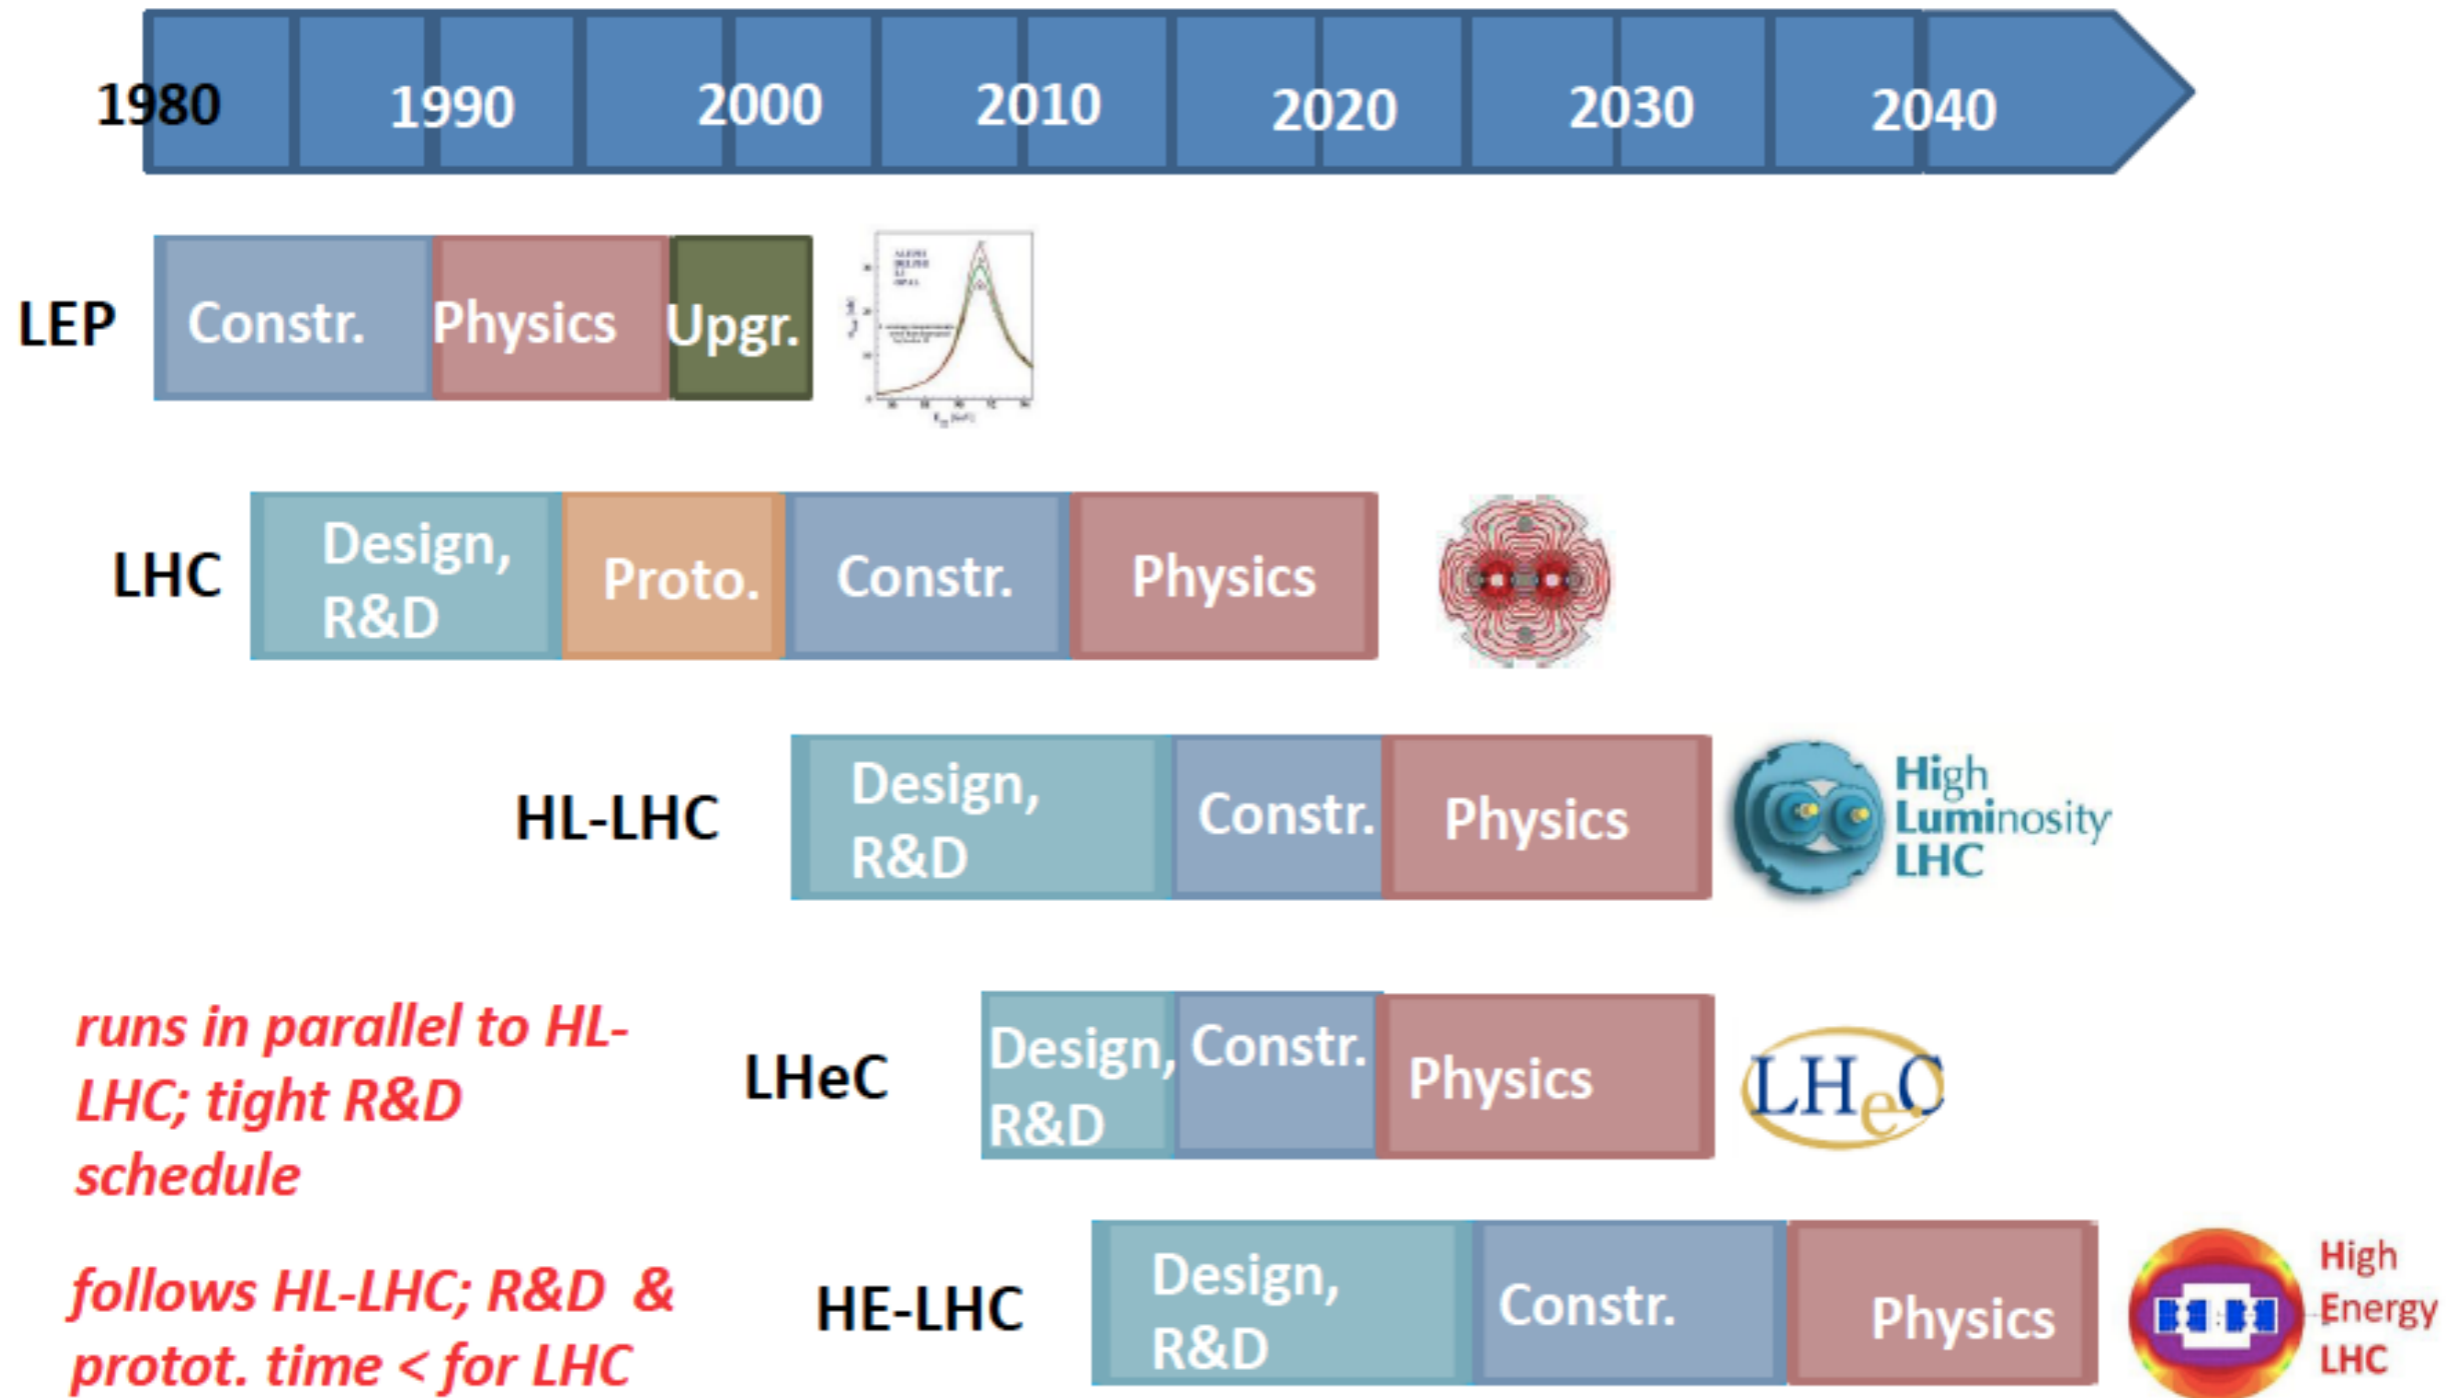 1980 1990 2000 2010 2020 2030 2040
LEP Constr. Physics Upgr.
LHC Design, R&D Proto. Constr. Physics
HL-LHC Design, R&D Constr. Physics
High
Luminosity
LHC
runs in parallel to HL-
LHC; tight R&D
schedule
LHeC Design, R&D Constr. Physics
LHeC
follows HL-LHC; R&D &
protot. time < for LHC
HE-LHC Design, R&D Constr. Physics
High
Energy
LHC